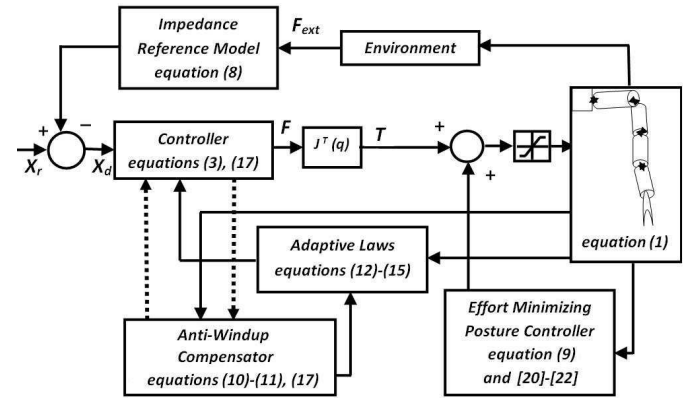 Impedance
Reference Model
equation (8)
F_ext
Environment
+
−
X_r
X_d
Controller
equations (3), (17)
F
J^T (q)
T
+
+
equation (1)
Adaptive Laws
equations (12)-(15)
Anti-Windup
Compensator
equations (10)-(11), (17)
Effort Minimizing
Posture Controller
equation (9)
and [20]-[22]